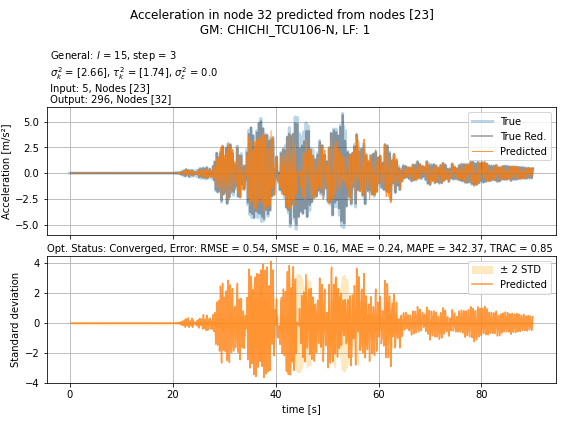 Acceleration in node 32 predicted from nodes [23]
GM: CHICHI_TCU106-N, LF: 1
General: l = 15, step = 3
σ²ₖ = [2.66], τ²ₖ = [1.74], σ²ε = 0.0
Input: 5, Nodes [23]
Output: 296, Nodes [32]
Acceleration [m/s²]
5.0
2.5
0.0
−2.5
−5.0
True
True Red.
Predicted
Opt. Status: Converged, Error: RMSE = 0.54, SMSE = 0.16, MAE = 0.24, MAPE = 342.37, TRAC = 0.85
Standard deviation
4
2
0
−2
−4
± 2 STD
Predicted
0
20
40
60
80
time [s]